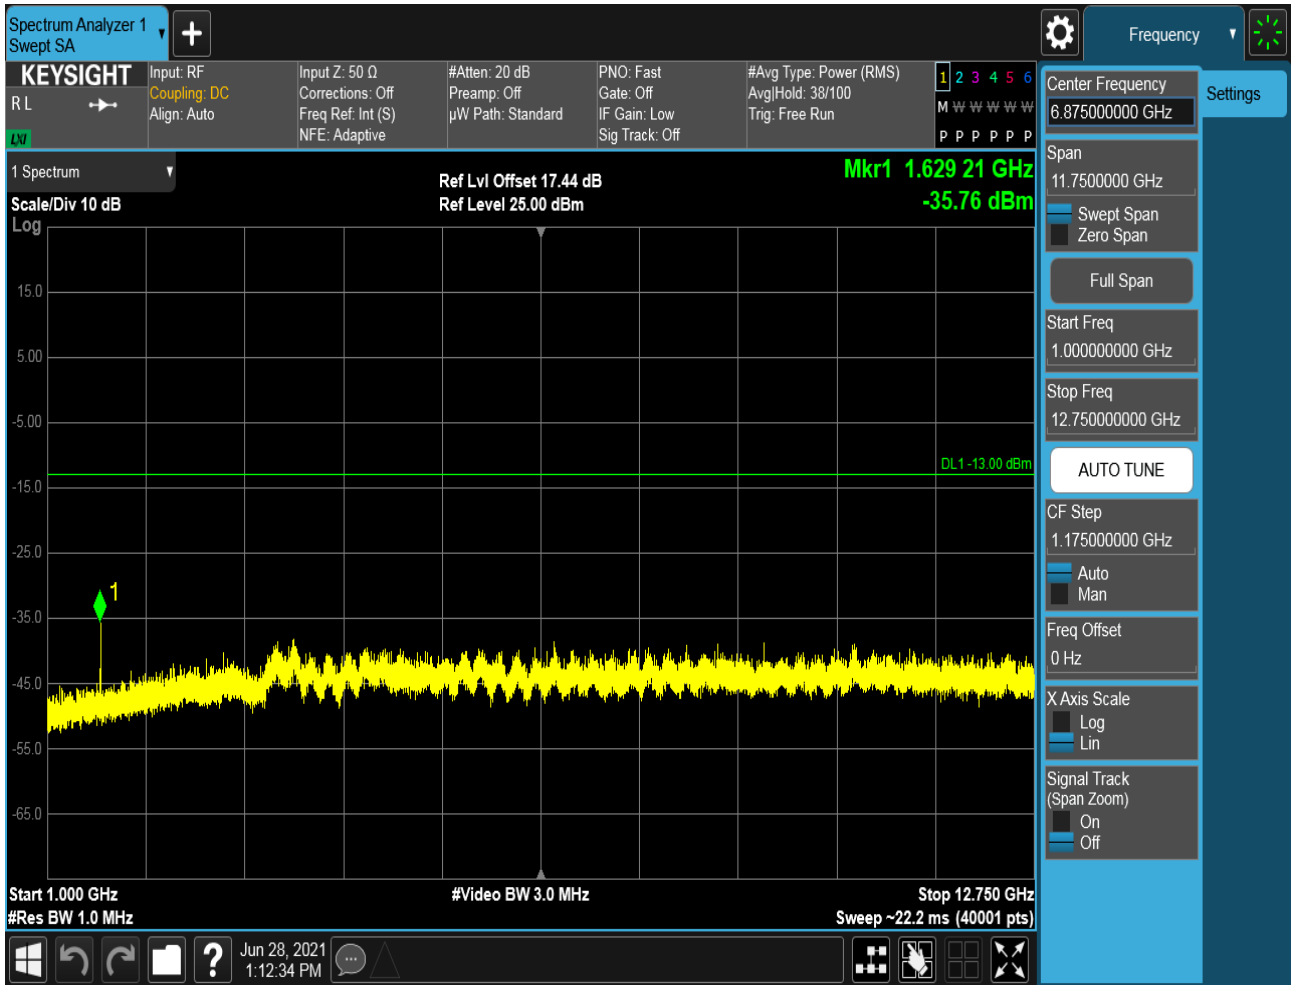 Spectrum Analyzer 1
Swept SA
Frequency
KEYSIGHT
R L
LXI
Input: RF
Coupling: DC
Align: Auto
Input Z: 50 Ω
Corrections: Off
Freq Ref: Int (S)
NFE: Adaptive
#Atten: 20 dB
Preamp: Off
µW Path: Standard
PNO: Fast
Gate: Off
IF Gain: Low
Sig Track: Off
#Avg Type: Power (RMS)
Avg|Hold: 38/100
Trig: Free Run
1 2 3 4 5 6
M W W W W W
P P P P P P
1 Spectrum
Scale/Div 10 dB
Log
Ref Lvl Offset 17.44 dB
Ref Level 25.00 dBm
Mkr1 1.629 21 GHz
-35.76 dBm
15.0
5.00
-5.00
DL1 -13.00 dBm
-15.0
-25.0
1
-35.0
-45.0
-55.0
-65.0
Start 1.000 GHz
#Res BW 1.0 MHz
#Video BW 3.0 MHz
Stop 12.750 GHz
Sweep ~22.2 ms (40001 pts)
Jun 28, 2021
1:12:34 PM
Center Frequency
6.875000000 GHz
Settings
Span
11.7500000 GHz
Swept Span
Zero Span
Full Span
Start Freq
1.000000000 GHz
Stop Freq
12.750000000 GHz
AUTO TUNE
CF Step
1.175000000 GHz
Auto
Man
Freq Offset
0 Hz
X Axis Scale
Log
Lin
Signal Track
(Span Zoom)
On
Off